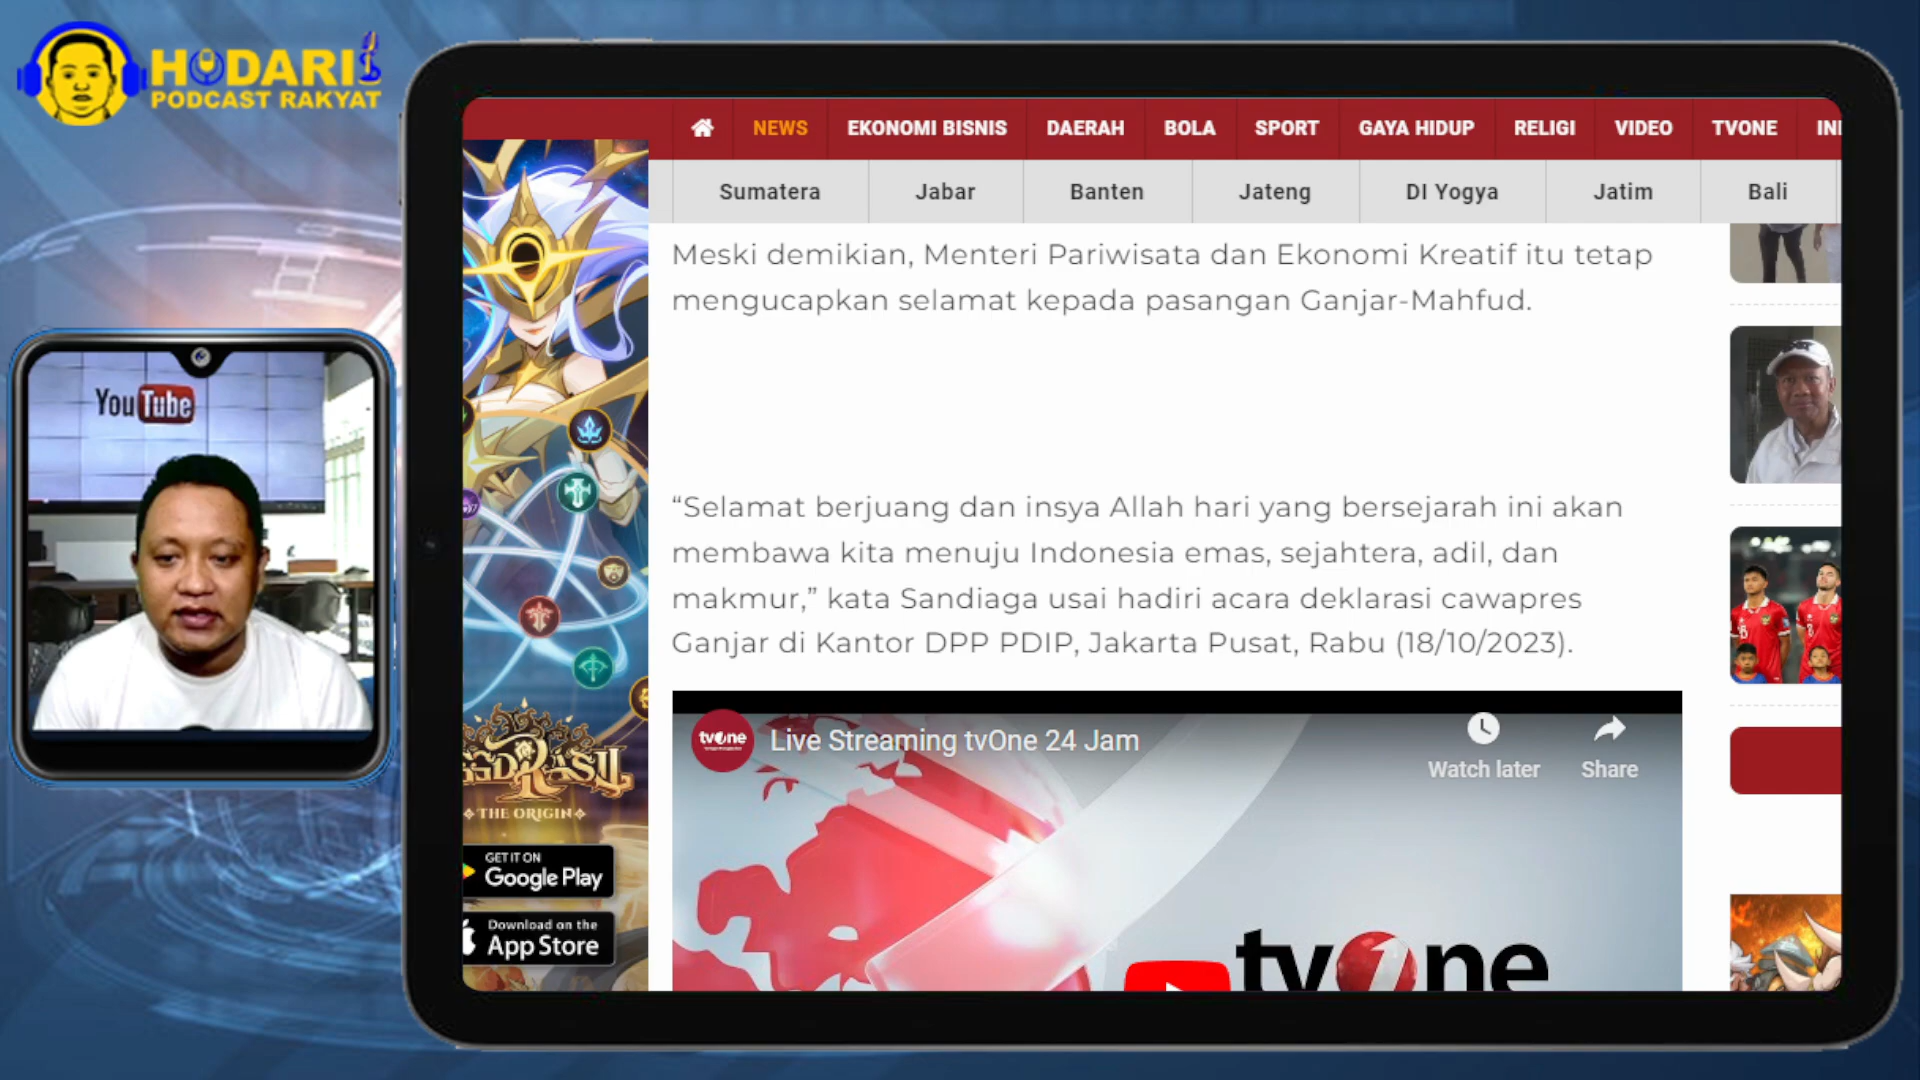 HODARI
PODCAST RAKYAT
YouTube
NEWS
EKONOMI BISNIS
DAERAH
BOLA
SPORT
GAYA HIDUP
RELIGI
VIDEO
TVONE
Sumatera
Jabar
Banten
Jateng
DI Yogya
Jatim
Bali
Meski demikian, Menteri Pariwisata dan Ekonomi Kreatif itu tetap
mengucapkan selamat kepada pasangan Ganjar-Mahfud.
“Selamat berjuang dan insya Allah hari yang bersejarah ini akan
membawa kita menuju Indonesia emas, sejahtera, adil, dan
makmur,” kata Sandiaga usai hadiri acara deklarasi cawapres
Ganjar di Kantor DPP PDIP, Jakarta Pusat, Rabu (18/10/2023).
tvOne
Live Streaming tvOne 24 Jam
Watch later
Share
tvOne
THE ORIGIN
GET IT ON
Google Play
Download on the
App Store